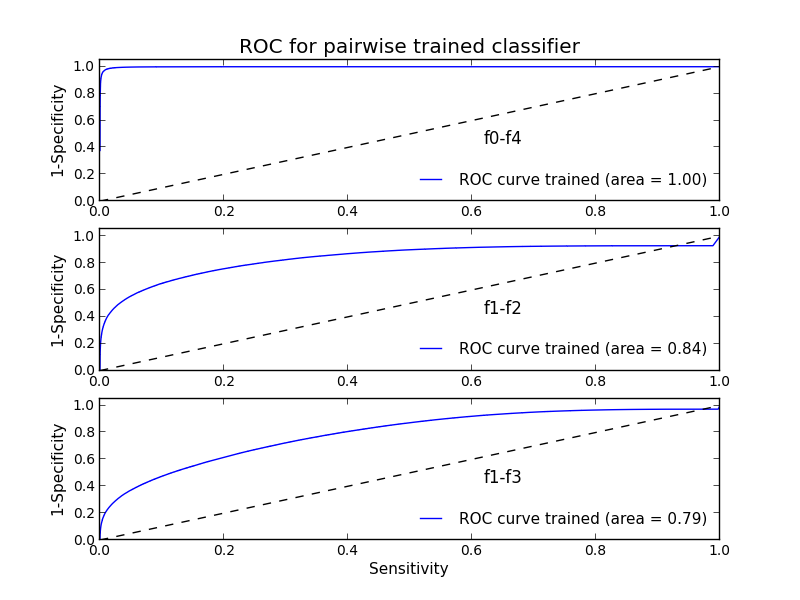 ROC for pairwise trained classifier
1.0
0.8
0.6
0.4
0.2
0.0
1-Specificity
f0-f4
ROC curve trained (area = 1.00)
0.0 0.2 0.4 0.6 0.8 1.0
1.0
0.8
0.6
0.4
0.2
0.0
1-Specificity
f1-f2
ROC curve trained (area = 0.84)
0.0 0.2 0.4 0.6 0.8 1.0
1.0
0.8
0.6
0.4
0.2
0.0
1-Specificity
f1-f3
ROC curve trained (area = 0.79)
0.0 0.2 0.4 0.6 0.8 1.0
Sensitivity